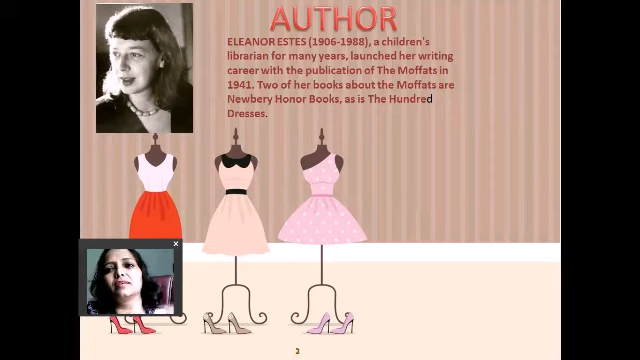 AUTHOR
ELEANOR ESTES (1906-1988), a children's
librarian for many years, launched her writing
career with the publication of The Moffats in
1941. Two of her books about the Moffats are
Newbery Honor Books, as is The Hundred
Dresses.
2